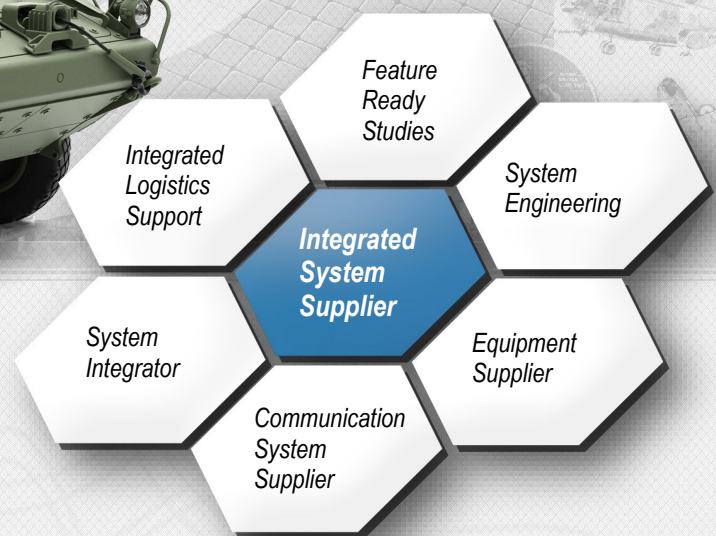 Feature
Ready
Studies
Integrated
Logistics
Support
System
Engineering
Integrated
System
Supplier
System
Integrator
Equipment
Supplier
Communication
System
Supplier